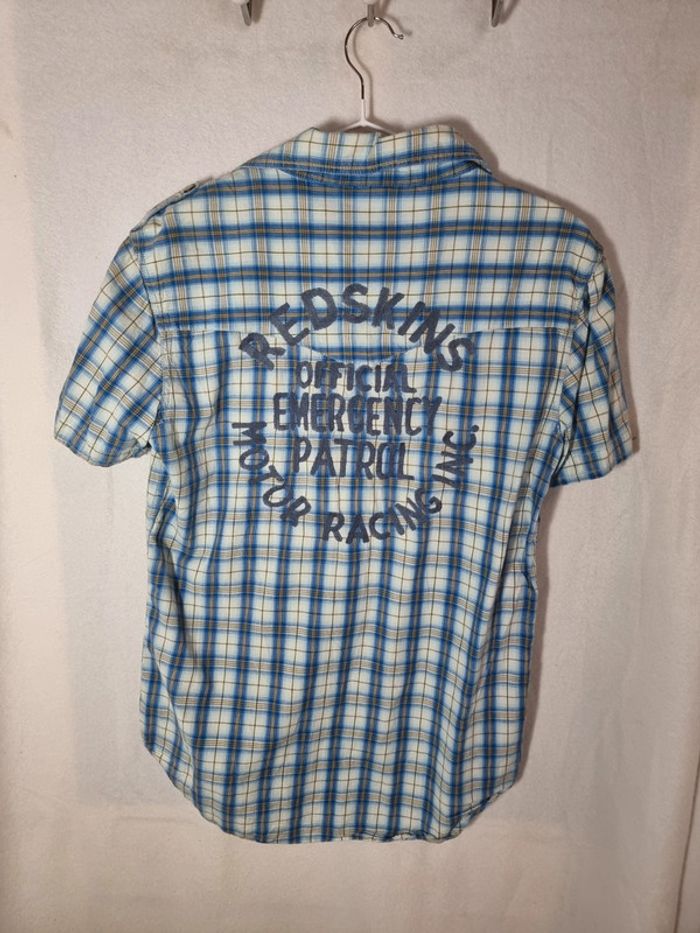 REDSKINS
OFFICIAL
EMERGENCY
PATROL
MOTOR RACING INC.